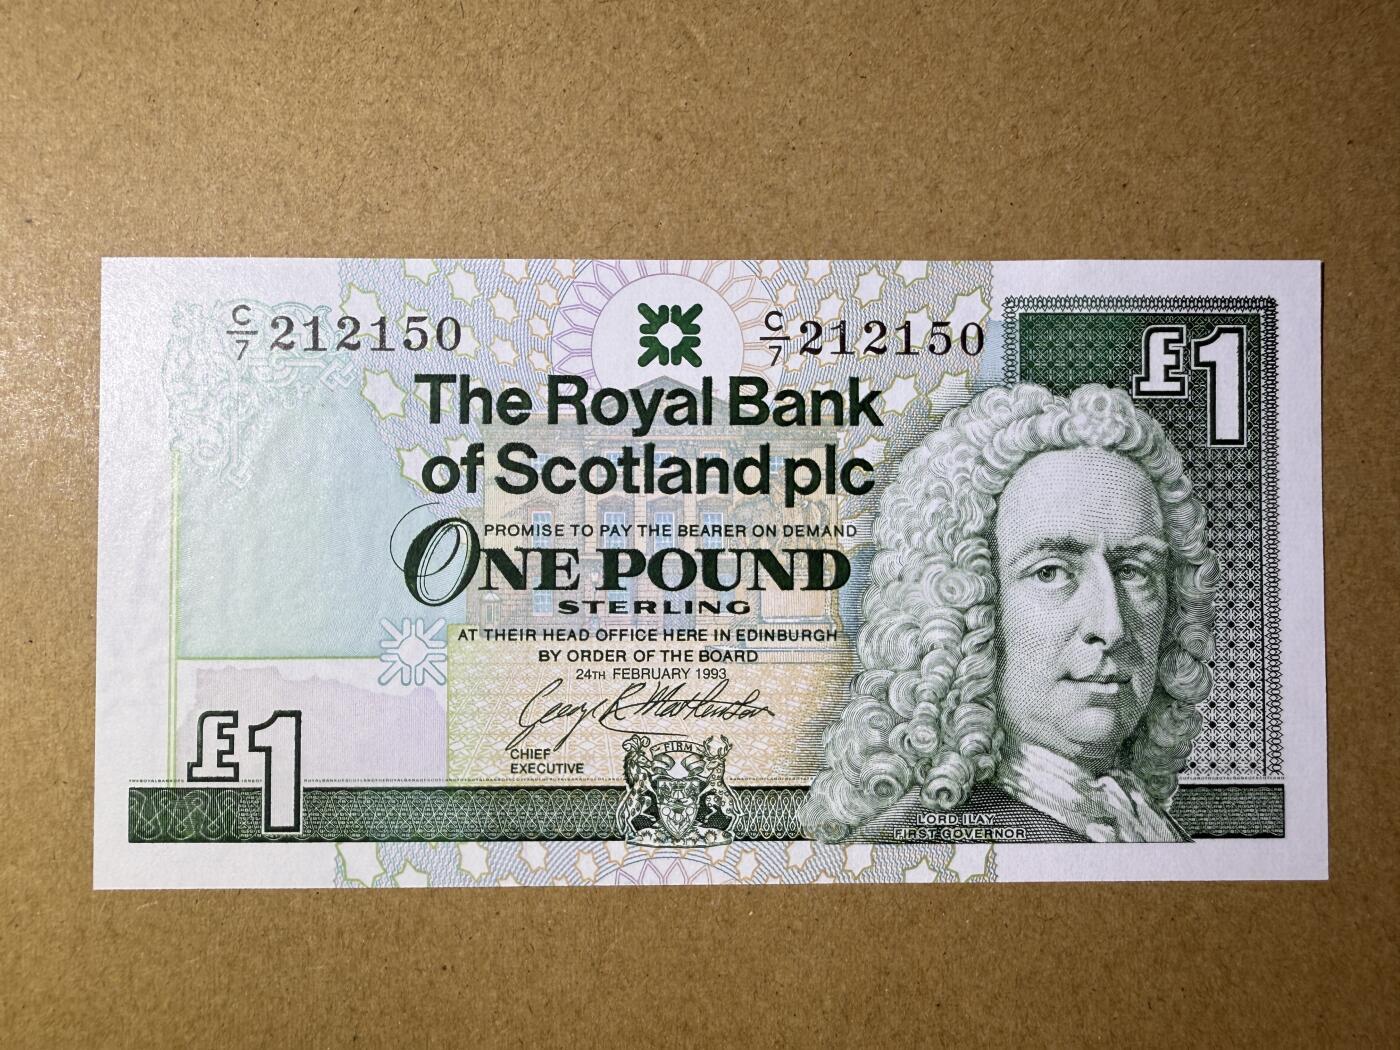 C/7 212150
C/7 212150
£1
The Royal Bank
of Scotland plc
PROMISE TO PAY THE BEARER ON DEMAND
ONE POUND
STERLING
AT THEIR HEAD OFFICE HERE IN EDINBURGH
BY ORDER OF THE BOARD
24TH FEBRUARY 1993
George R Mathewson
CHIEF
EXECUTIVE
£1
FIRM
LORD ILAY
FIRST GOVERNOR